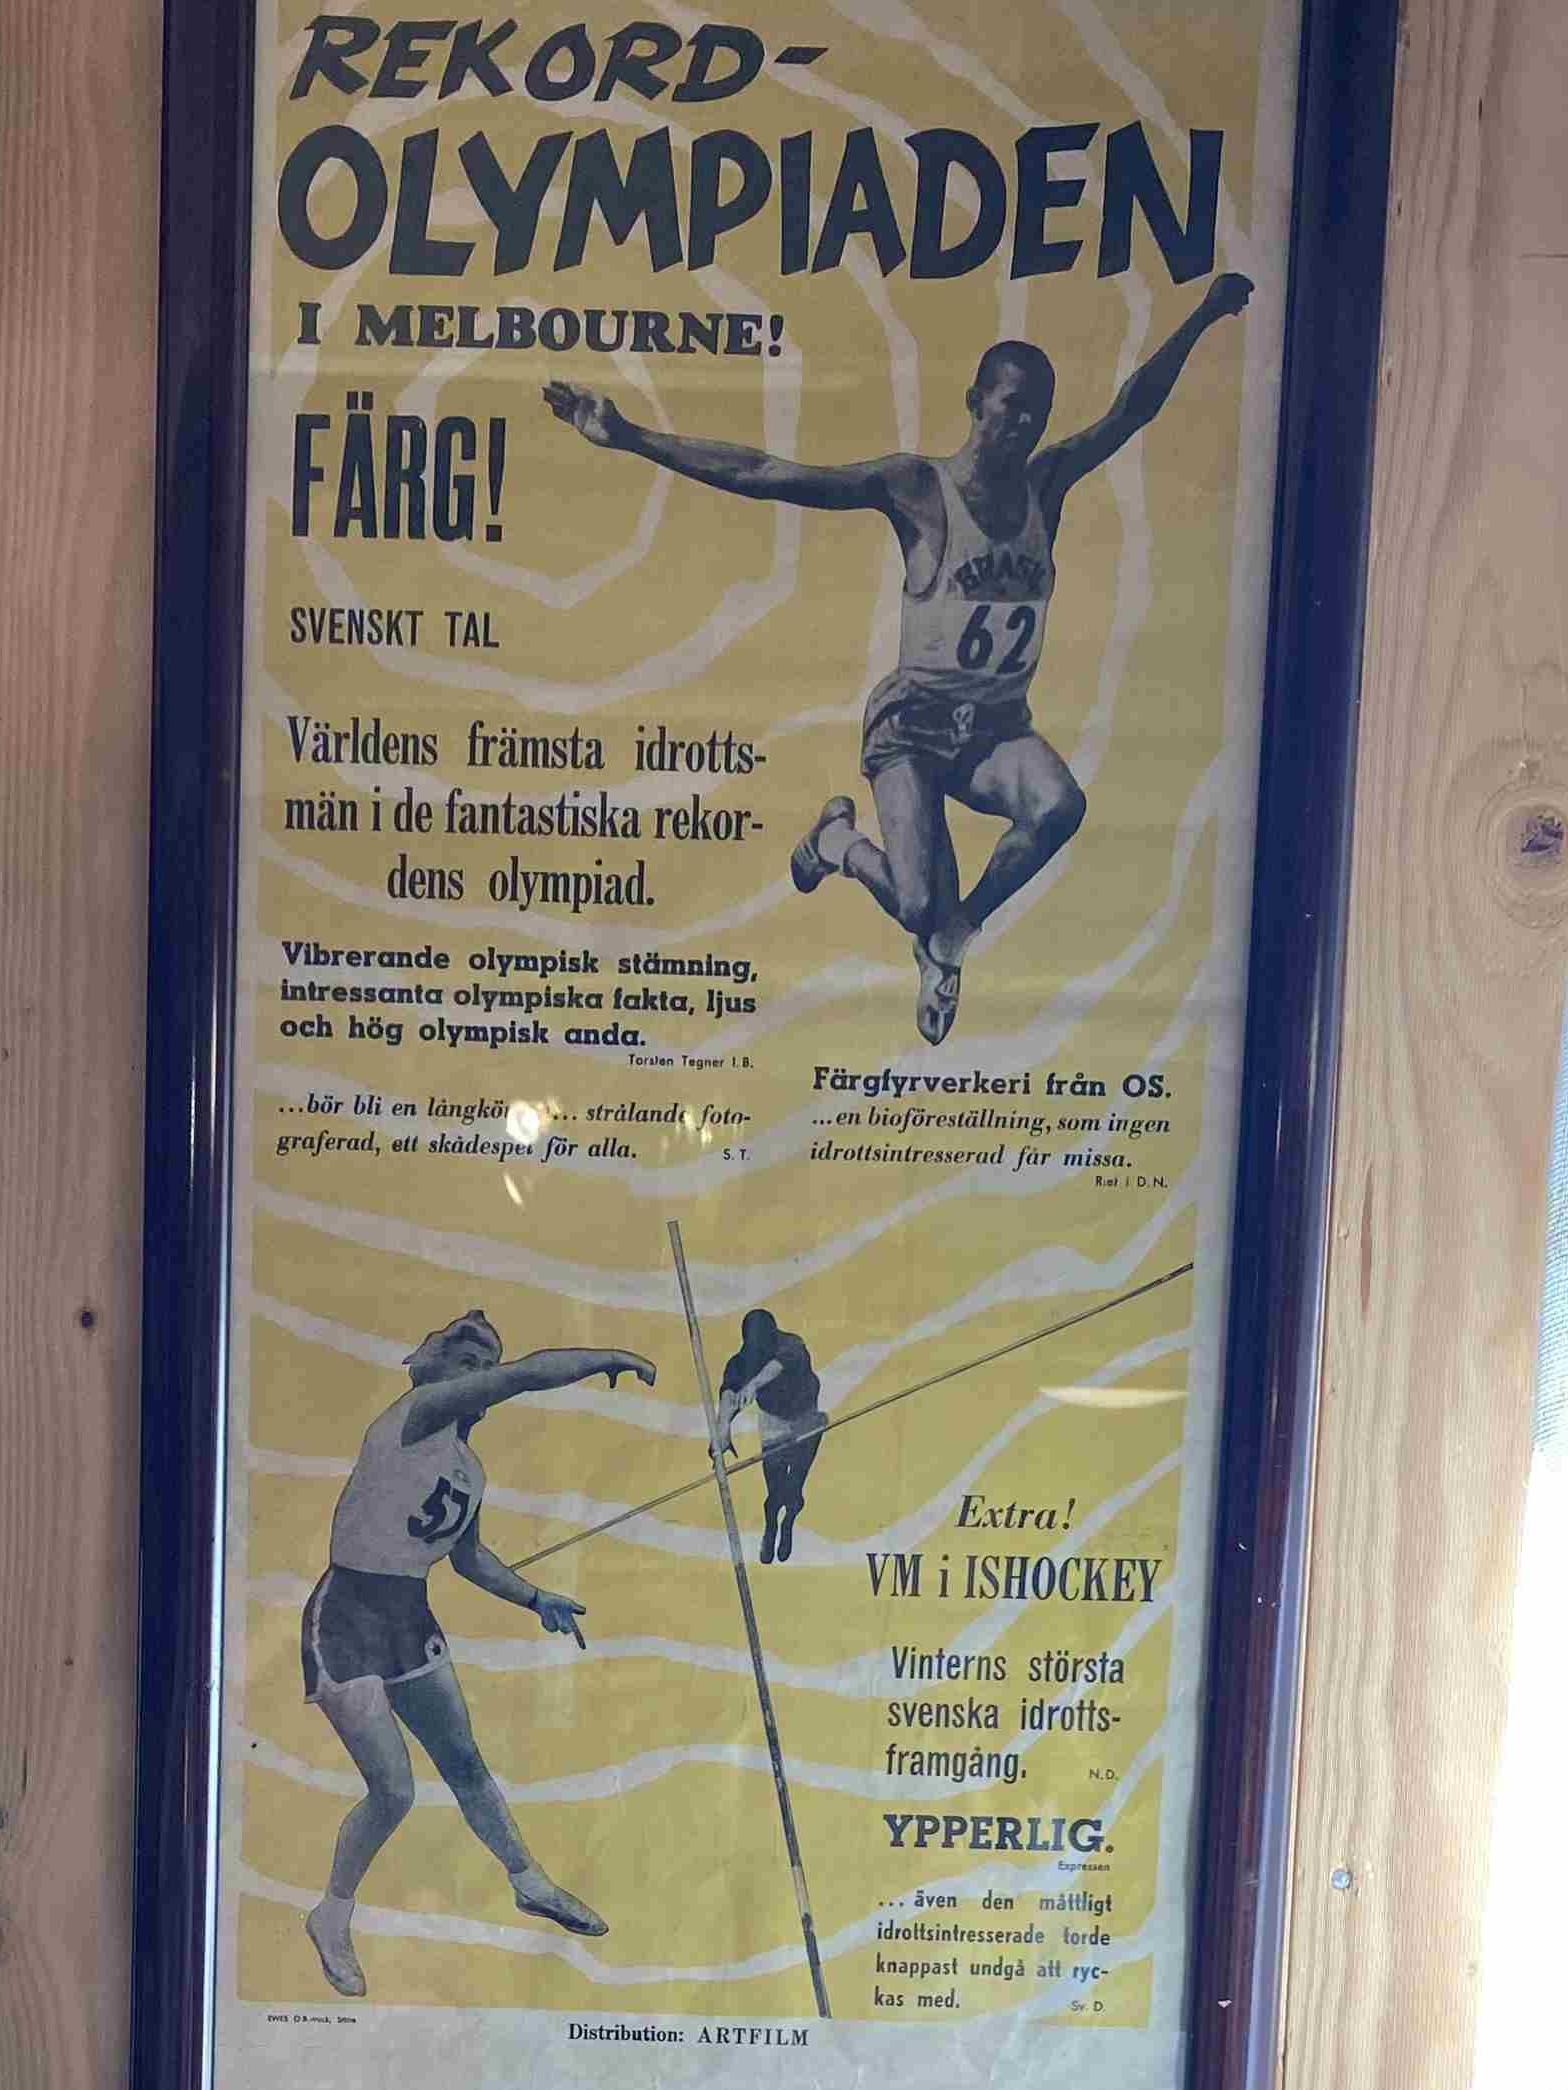 REKORD-
OLYMPIADEN
I MELBOURNE!
FÄRG!
SVENSKT TAL
BRASIL
62
Världens främsta idrotts-
män i de fantastiska rekor-
dens olympiad.
Vibrerande olympisk stämning,
intressanta olympiska fakta, ljus
och hög olympisk anda.
Torsten Tegner I. B.
...bör bli en ... strålande foto-
graferad, ett skådespel för alla.
S. T.
Färgfyrverkeri från OS.
...en bioföreställning, som ingen
idrottsintresserad får missa.
i D. N.
57
Extra!
VM i ISHOCKEY
Vinterns största
svenska idrotts-
framgång.
N.D.
YPPERLIG.
Expressen
... även den måttligt
idrottsintresserade torde
knappast undgå att ryc-
kas med.
Sv. D.
Distribution: ARTFILM